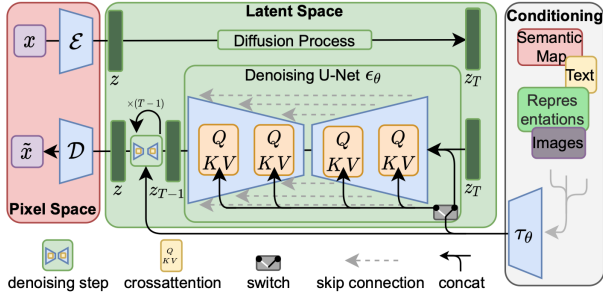 Latent Space
Conditioning
x
ℰ
z
Diffusion Process
z_T
Semantic
Map
Text
Repres
entations
Images
Denoising U-Net ϵ_θ
×(T−1)
x̃
𝒟
z
z_{T−1}
Q
KV
Q
KV
Q
KV
Q
KV
z_T
Pixel Space
τ_θ
Q
KV
denoising step
crossattention
switch
skip connection
concat